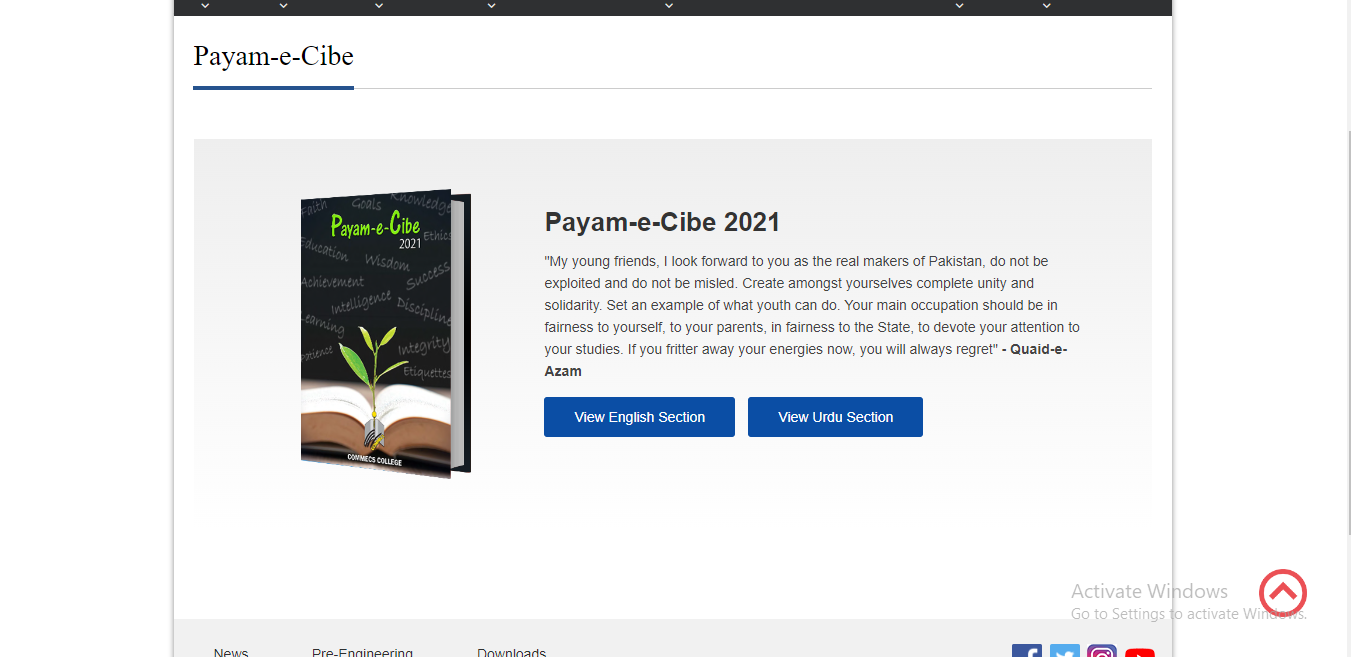 Payam-e-Cibe
Faith
Goals
Knowledge
Payam-e-Cibe
2021
Ethics
Education
Wisdom
Success
Achievement
Intelligence
Discipline
Learning
Integrity
patience
Etiquettes
COMMECS COLLEGE
Payam-e-Cibe 2021
"My young friends, I look forward to you as the real makers of Pakistan, do not be
exploited and do not be misled. Create amongst yourselves complete unity and
solidarity. Set an example of what youth can do. Your main occupation should be in
fairness to yourself, to your parents, in fairness to the State, to devote your attention to
your studies. If you fritter away your energies now, you will always regret" - Quaid-e-
Azam
View English Section
View Urdu Section
Activate Windows
Go to Settings to activate Windows.
News
Pre-Engineering
Downloads